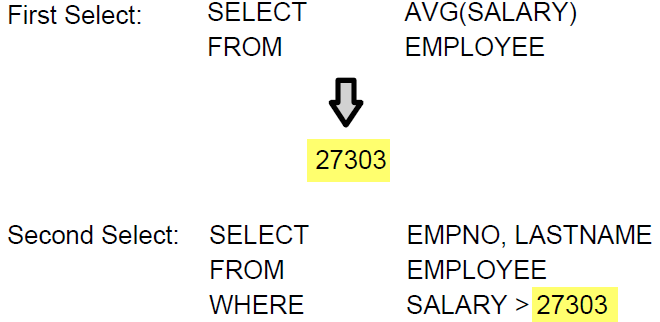 First Select: SELECT AVG(SALARY)
FROM EMPLOYEE
27303
Second Select: SELECT EMPNO, LASTNAME
FROM EMPLOYEE
WHERE SALARY > 27303